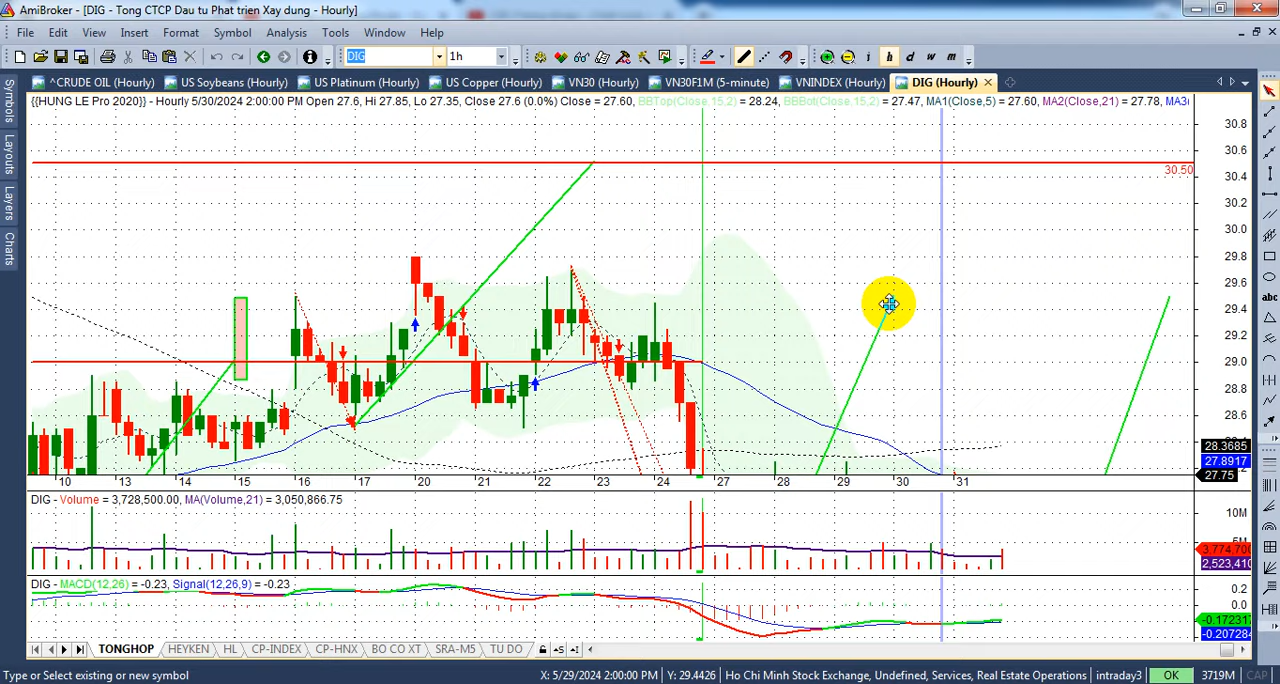 AmiBroker - [DIG - Tong CTCP Dau tu Phat trien Xay dung - Hourly]
File Edit View Insert Format Symbol Analysis Tools Window Help
DIG 1h i h d w m
^CRUDE OIL (Hourly) US Soybeans (Hourly) US Platinum (Hourly) US Copper (Hourly) VN30 (Hourly) VN30F1M (5-minute) VNINDEX (Hourly) DIG (Hourly)
Symbols
Layouts
Layers
Charts
{{HUNG LE Pro 2020}} - Hourly 5/30/2024 2:00:00 PM Open 27.6, Hi 27.85, Lo 27.35, Close 27.6 (0.0%) Close = 27.60, BBTop(Close,15,2) = 28.24, BBBot(Close,15,2) = 27.47, MA1(Close,5) = 27.60, MA2(Close,21) = 27.78,
30.8
30.6
30.50
30.4
30.2
30.0
29.8
29.6
29.4
29.2
29.0
28.8
28.6
28.3685
27.8917
27.75
abc
10 13 14 15 16 17 20 21 22 23 24 27 28 29 30 31
DIG - Volume = 3,728,500.00, MA(Volume,21) = 3,050,866.75
10M
3,774,700
2,523,410
DIG - MACD(12,26) = -0.23, Signal(12,26,9) = -0.23
0.2
0.0
-0.17231
-0.207284
TONGHOP HEYKEN HL CP-INDEX CP-HNX BO CO XT SRA-M5 TU DO
Type or Select existing or new symbol X: 5/29/2024 2:00:00 PM Y: 29.4426 Ho Chi Minh Stock Exchange, Undefined, Services, Real Estate Operations intraday3 OK 3719M CAP